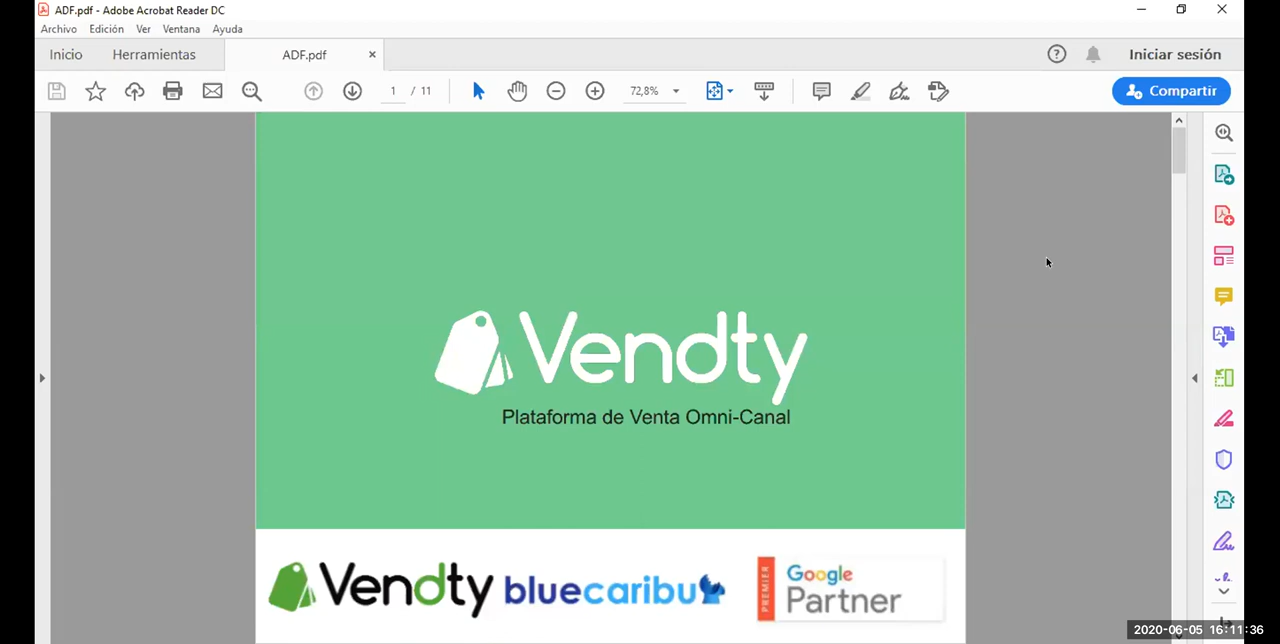 ADF.pdf - Adobe Acrobat Reader DC
Archivo Edición Ver Ventana Ayuda
Inicio Herramientas ADF.pdf × Iniciar sesión
1 / 11 72,8% Compartir
Vendty
Plataforma de Venta Omni-Canal
Vendty bluecaribu PREMIER Google Partner
2020-06-05 16:11:36